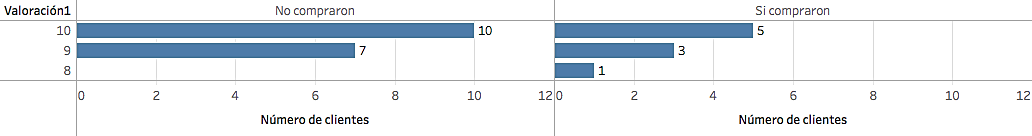 Valoración1 No compraron Si compraron
10 10 5
9 7 3
8 1
0 2 4 6 8 10 12 0 2 4 6 8 10 12
Número de clientes Número de clientes